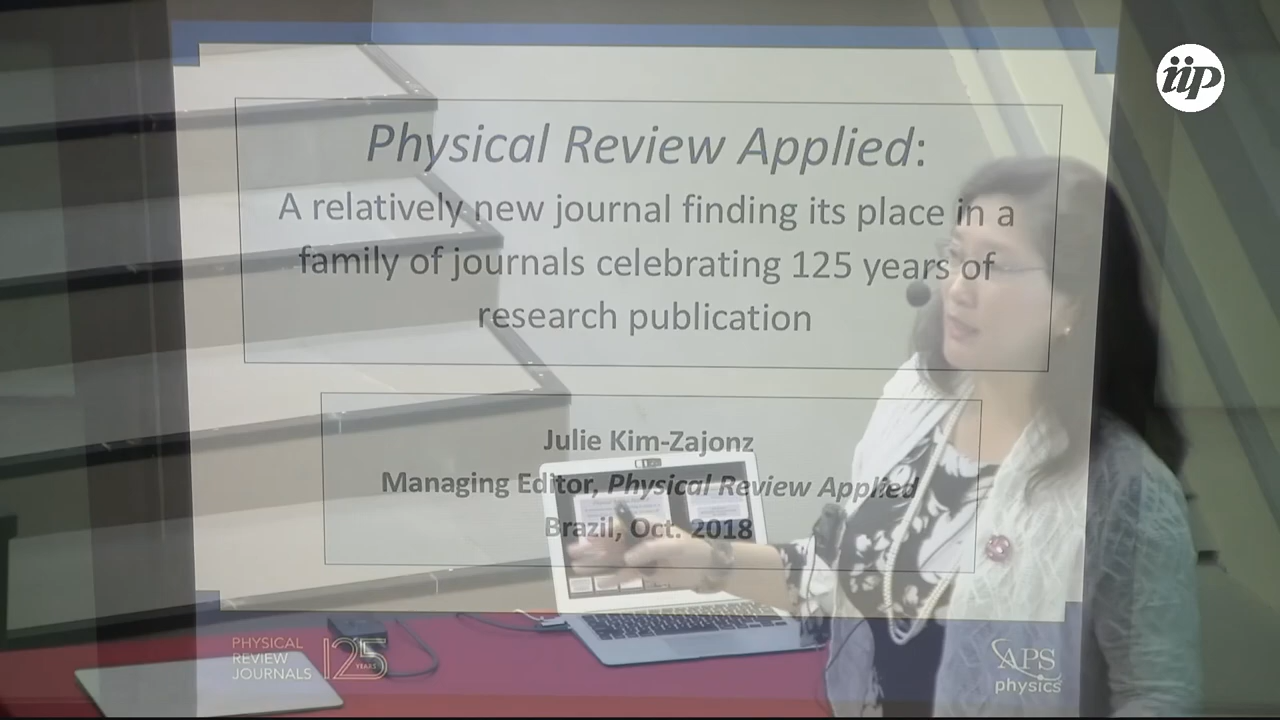 iip
Physical Review Applied:
A relatively new journal finding its place in a
family of journals celebrating 125 years of
research publication
Julie Kim-Zajonz
Managing Editor, Physical Review Applied
Brazil, Oct. 2018
PHYSICAL
REVIEW
JOURNALS
125
YEARS
APS
physics